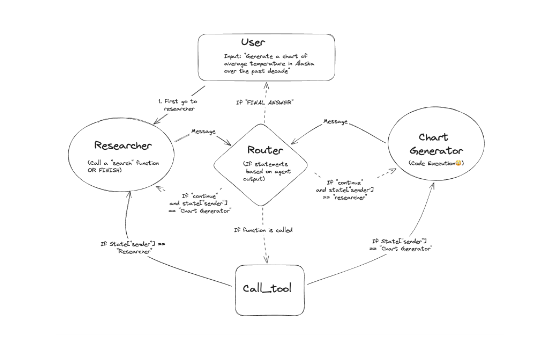 User
Input: "Generate a chart of
average temperature in Alaska
over the past decade"
1. First go to
researcher
If "FINAL ANSWER"
Researcher
(Call a "search" function
OR FINISH)
Message
Router
(IF statements
based on agent
output)
Message
Chart
Generator
(Code Execution😊)
If "continue"
and state["sender"]
== "Chart Generator"
If "continue"
and state["sender"]
== "researcher"
If function is called
If State["sender"] ==
"Researcher"
If State["sender"]
== "Chart Generator"
Call_tool